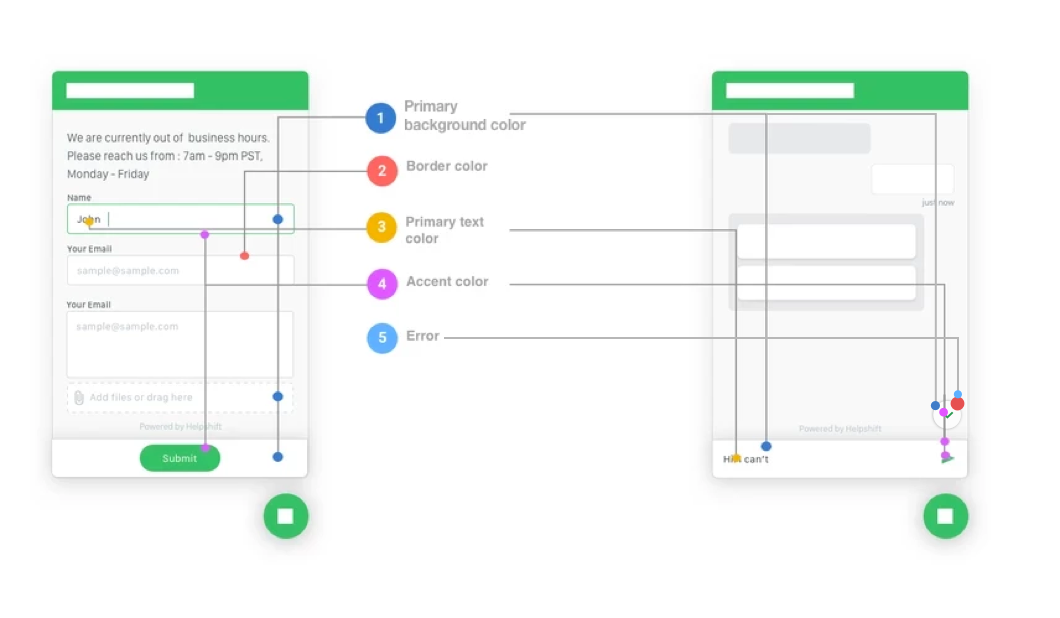 We are currently out of business hours.
Please reach us from : 7am - 9pm PST,
Monday - Friday
Name
John
Your Email
sample@sample.com
Your Email
sample@sample.com
Add files or drag here
Powered by Helpshift
Submit
1
Primary
background color
2
Border color
3
Primary text
color
4
Accent color
5
Error
just now
Powered by Helpshift
can't